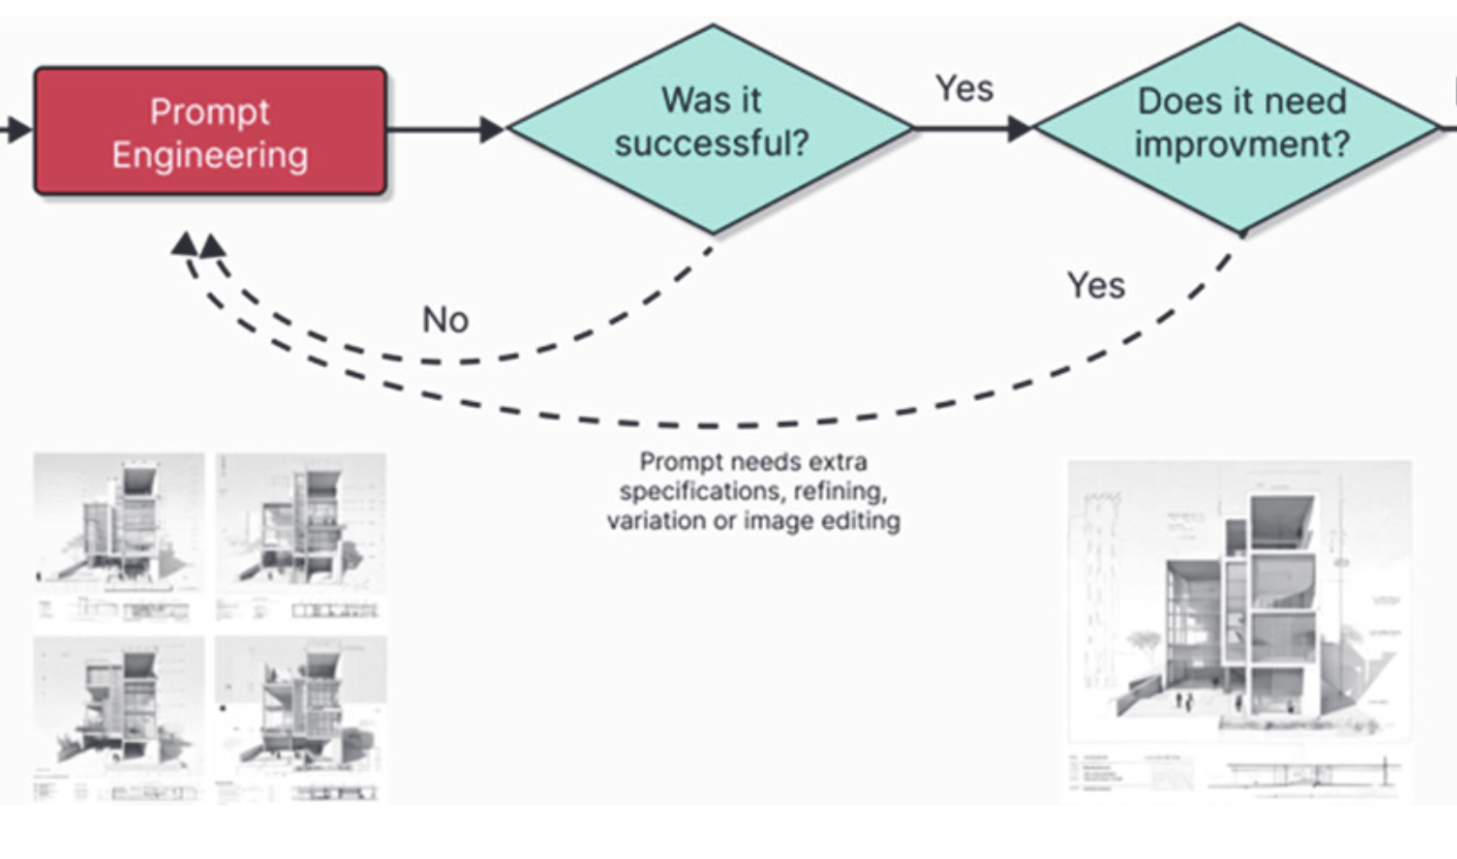 Prompt
Engineering
Was it
successful?
Yes
Does it need
improvment?
No
Yes
Prompt needs extra
specifications, refining,
variation or image editing